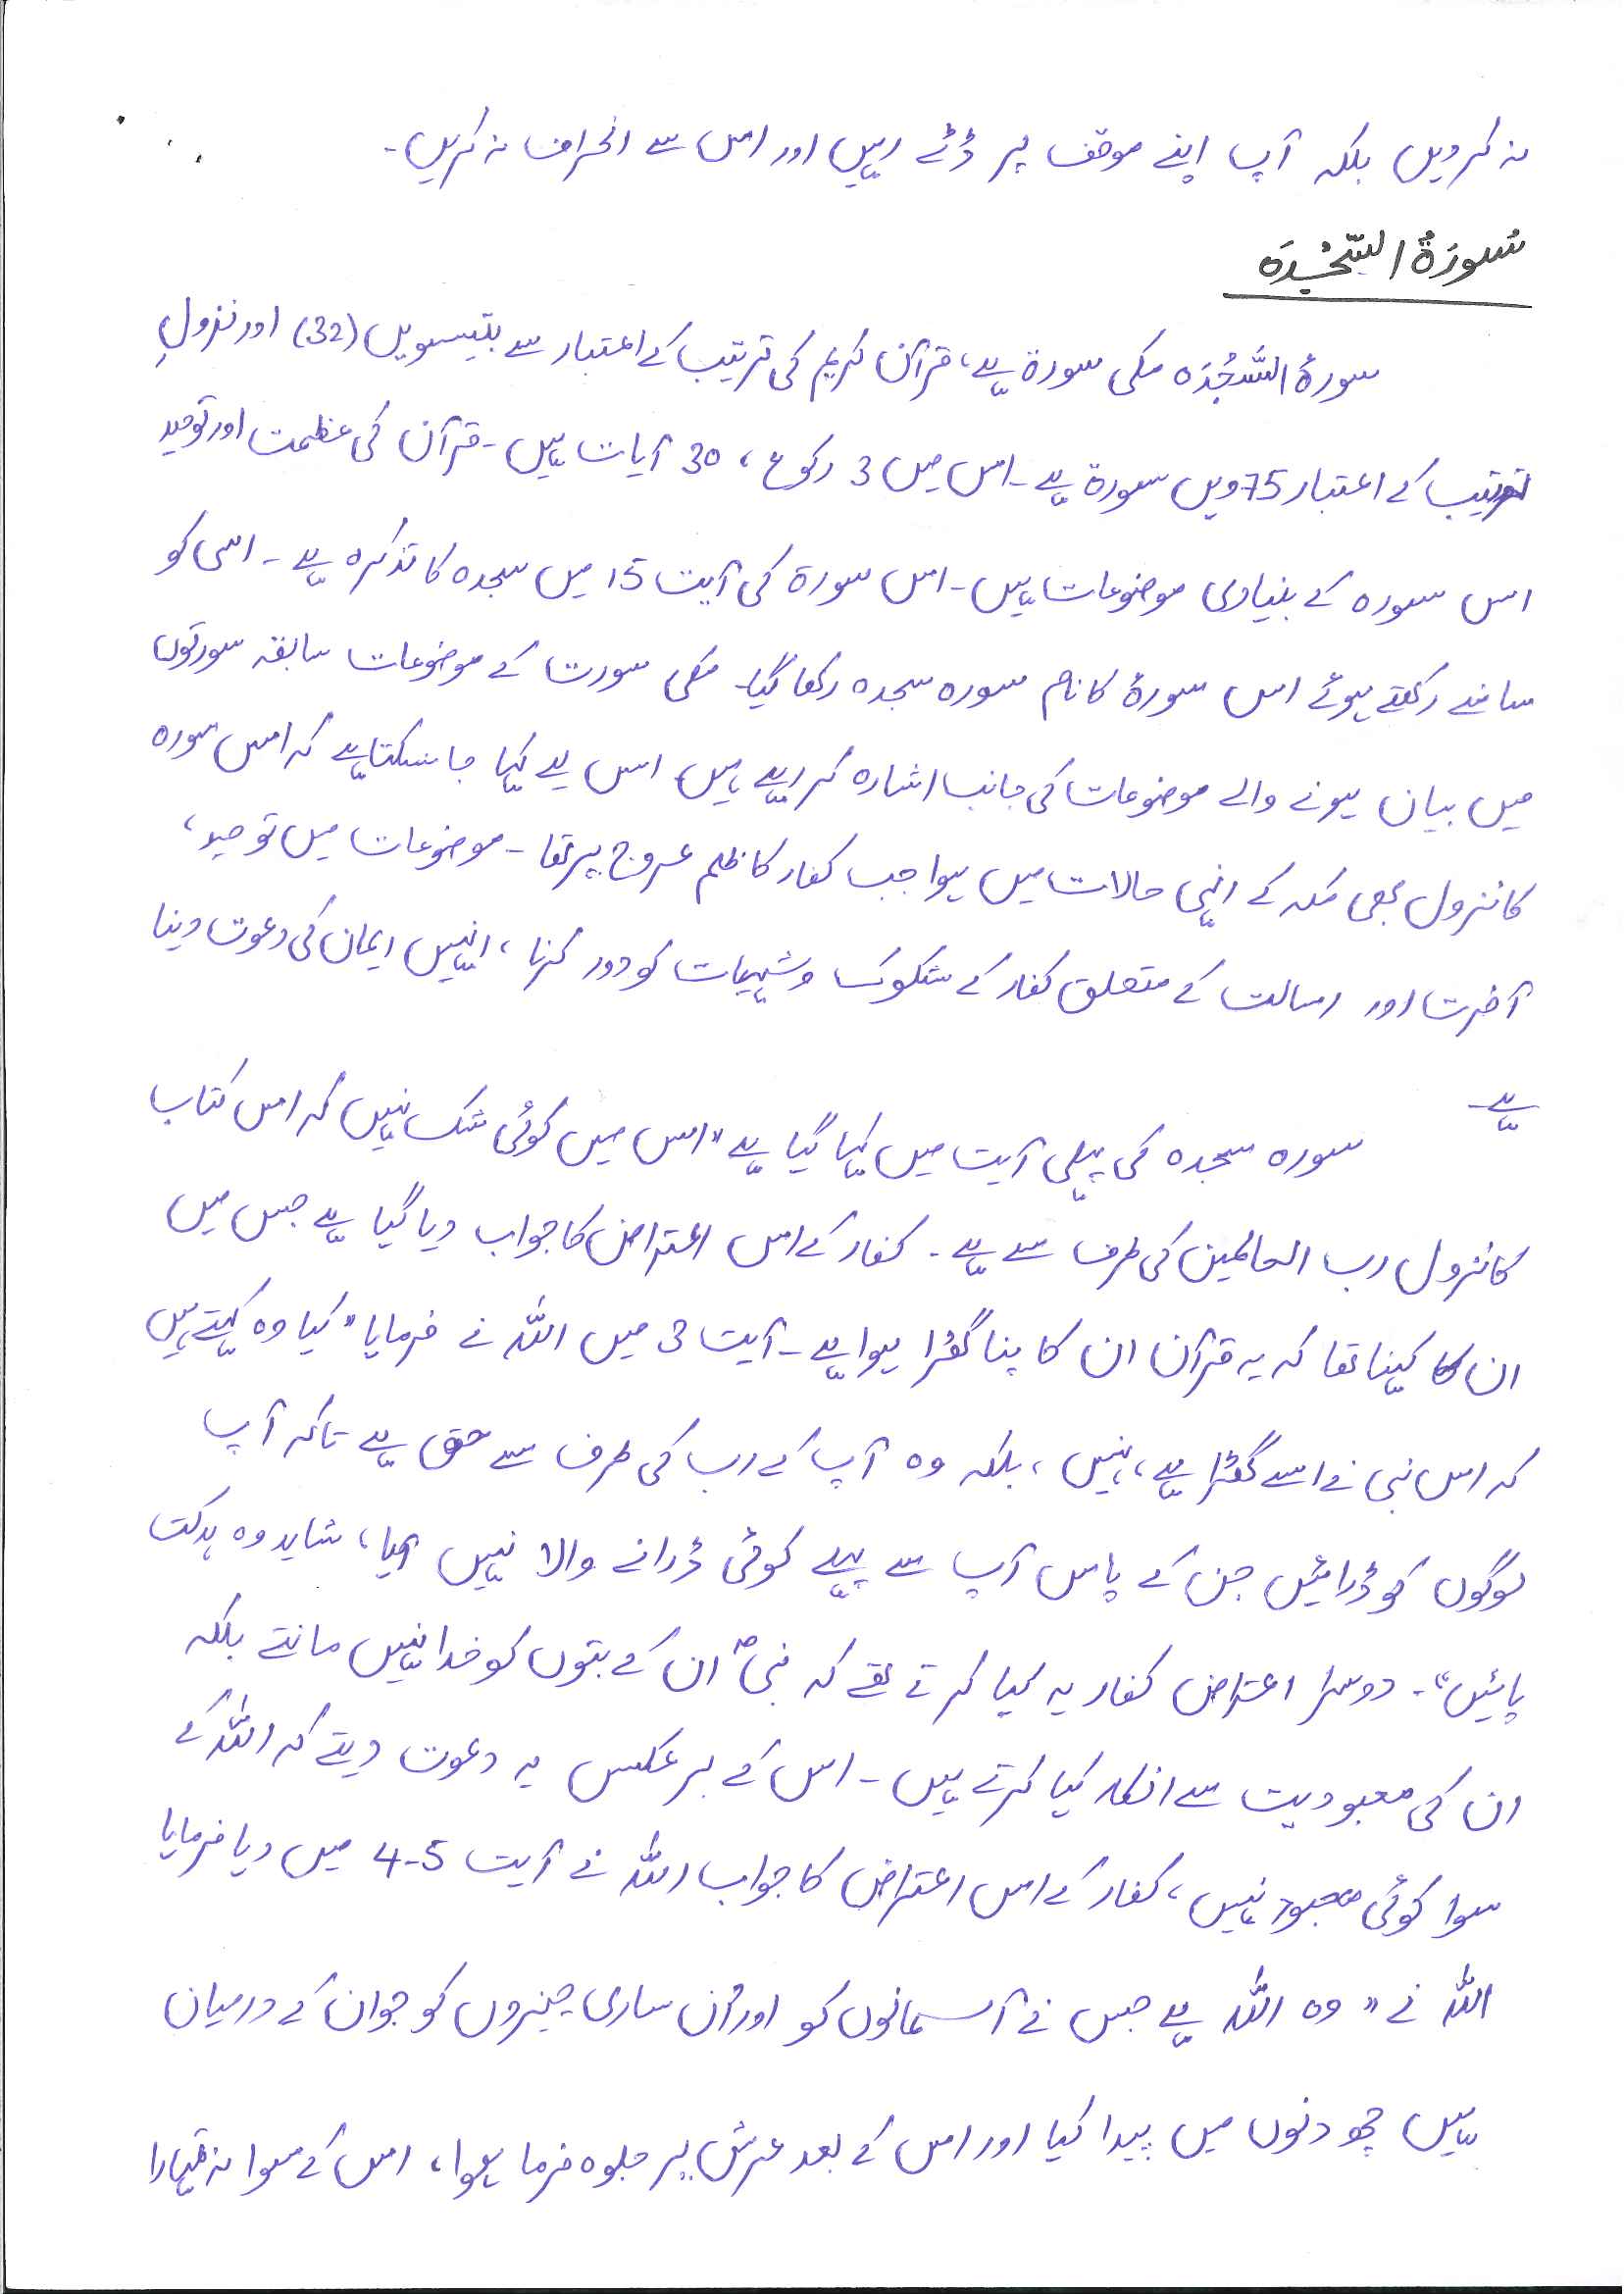 نہ کر دیں بلکہ آپ اپنے موقف پر ڈٹے رہیں اور اس سے انحراف نہ کریں۔
سُورَۃُ السَّجْدَہ
سورۂ السَّجْدَہ مکی سورۃ ہے، قرآن کریم کی ترتیب کے اعتبار سے بتیسویں (32) اور نزولِ
ترتیب کے اعتبار 75 ویں سورۃ ہے۔ اس میں 3 رکوع، 30 آیات ہیں۔ قرآن کی عظمت اور توحید
اس سورہ کے بنیادی موضوعات ہیں۔ اس سورۃ کی آیت 15 میں سجدہ کا تذکرہ ہے۔ اسی کو
سامنے رکھتے ہوئے اس سورۂ کا نام سورہ سجدہ رکھا گیا۔ مکی سورت کے موضوعات سابقہ سورتوں
میں بیان ہونے والے موضوعات کی جانب اشارہ کر رہے ہیں اس لیے کہا جا سکتا ہے کہ اس سورہ
کا نزول بھی مکہ کے انہی حالات میں ہوا جب کفار کا ظلم عروج پر تھا۔ موضوعات میں توحید،
آخرت اور رسالت کے متعلق کفار کے شکوک و شبہات کو دور کرنا، انہیں ایمان کی دعوت دینا
ہے۔
سورہ سجدہ کی پہلی آیت میں کہا گیا ہے "اس میں کوئی شک نہیں کہ اس کتاب
کا نزول رب العالمین کی طرف سے ہے۔ کفار کے اس اعتراض کا جواب دیا گیا ہے جس میں
ان کا کہنا تھا کہ یہ قرآن ان کا بنا گھڑا ہوا ہے۔ آیت 3 میں اللہ نے فرمایا "کیا وہ کہتے ہیں
کہ اس نبی نے اسے گھڑا ہے، نہیں، بلکہ وہ آپ کے رب کی طرف سے حق ہے تاکہ آپ
لوگوں کو ڈرائیں جن کے پاس آپ سے پہلے کوئی ڈرانے والا نہیں آیا، شاید وہ ہدایت
پائیں"۔ دوسرا اعتراض کفار یہ کیا کرتے تھے کہ نبیؐ ان کے بتوں کو خدا نہیں مانتے بلکہ
ان کی معبودیت سے انکار کیا کرتے ہیں۔ اس کے برعکس یہ دعوت دیتے کہ اللہ کے
سوا کوئی معبود نہیں، کفار کے اس اعتراض کا جواب اللہ نے آیت 4-5 میں دیا فرمایا
اللہ نے "وہ اللہ ہے جس نے آسمانوں کو اور اُن ساری چیزوں کو جو ان کے درمیان
ہیں چھ دنوں میں پیدا کیا اور اس کے بعد عرش پر جلوہ فرما ہوا، اس کے سوا نہ تمہارا